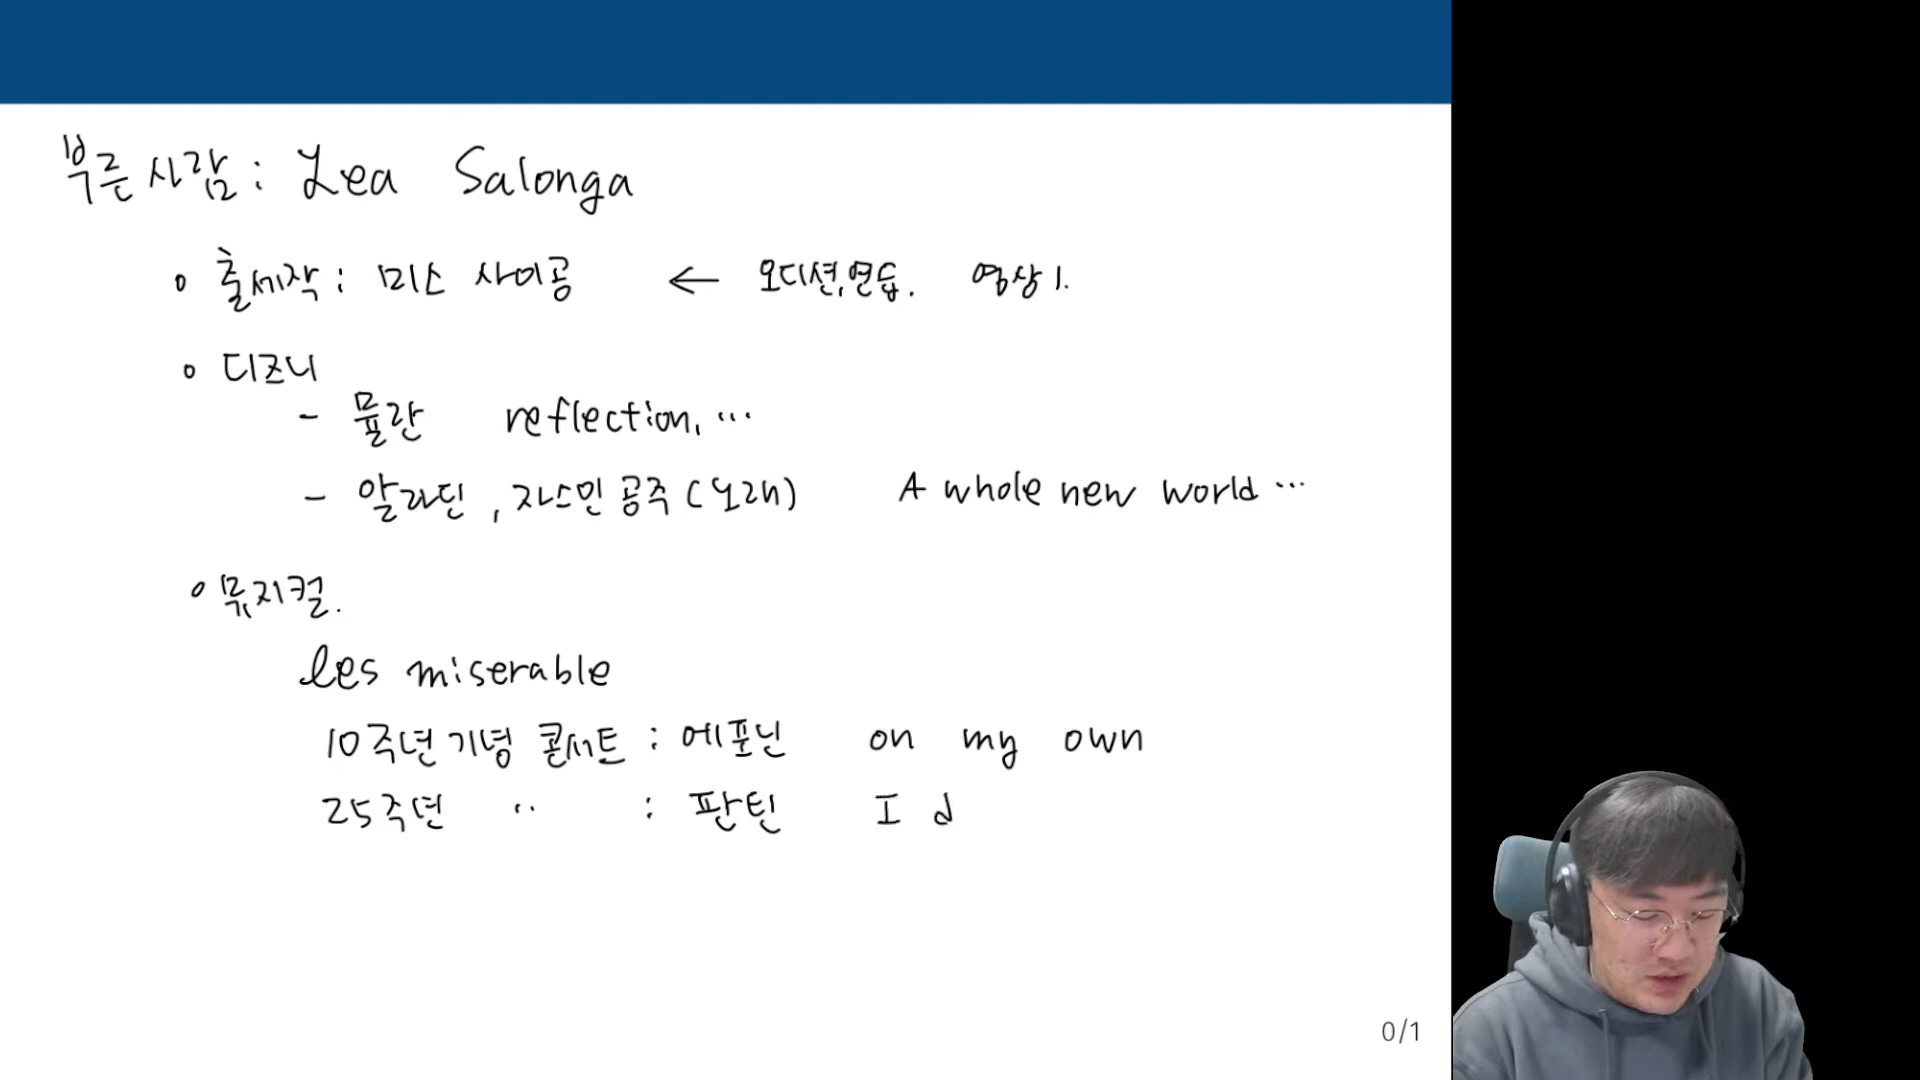 부른 사람 : Lea Salonga
출세작 : 미스 사이공 ← 오디션, 연습. 영상 1.
디즈니
- 뮬란 reflection, ...
- 알라딘, 자스민 공주 (노래) A whole new world ...
뮤지컬.
les miserable
10주년 기념 콘서트 : 에포닌 on my own
25주년 〃 : 판틴 I d
0/1